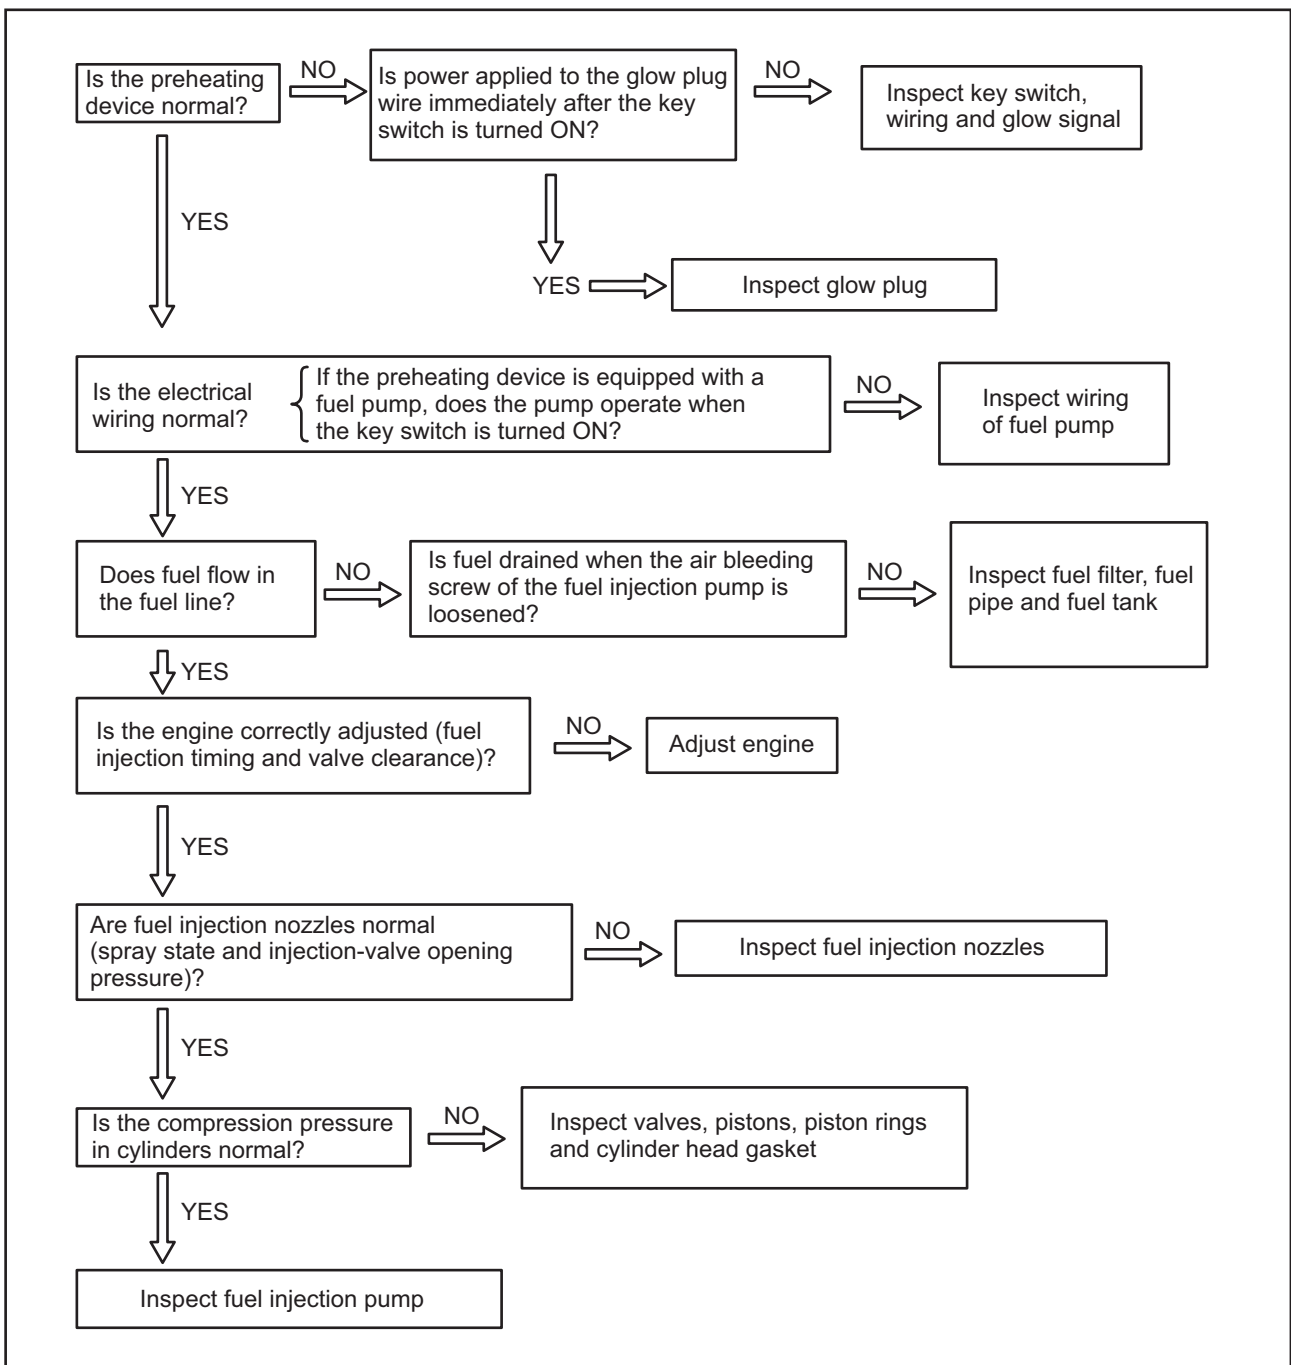 Is the preheating
device normal?
NO
Is power applied to the glow plug
wire immediately after the key
switch is turned ON?
NO
Inspect key switch,
wiring and glow signal
YES
YES
Inspect glow plug
Is the electrical
wiring normal?
If the preheating device is equipped with a
fuel pump, does the pump operate when
the key switch is turned ON?
NO
Inspect wiring
of fuel pump
YES
Does fuel flow in
the fuel line?
NO
Is fuel drained when the air bleeding
screw of the fuel injection pump is
loosened?
NO
Inspect fuel filter, fuel
pipe and fuel tank
YES
Is the engine correctly adjusted (fuel
injection timing and valve clearance)?
NO
Adjust engine
YES
Are fuel injection nozzles normal
(spray state and injection-valve opening
pressure)?
NO
Inspect fuel injection nozzles
YES
Is the compression pressure
in cylinders normal?
NO
Inspect valves, pistons, piston rings
and cylinder head gasket
YES
Inspect fuel injection pump